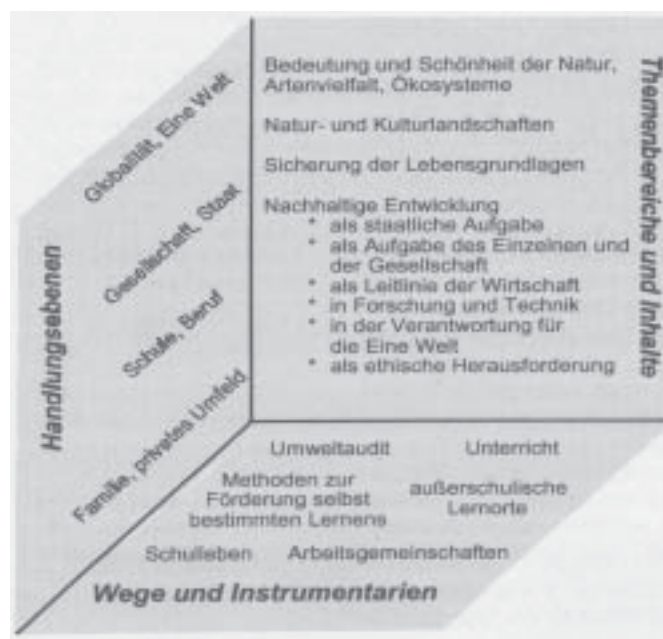 Handlungsebenen
Globalität, Eine Welt
Gesellschaft, Staat
Schule, Beruf
Familie, privates Umfeld
Bedeutung und Schönheit der Natur,
Artenvielfalt, Ökosysteme
Natur- und Kulturlandschaften
Sicherung der Lebensgrundlagen
Nachhaltige Entwicklung
* als staatliche Aufgabe
* als Aufgabe des Einzelnen und
der Gesellschaft
* als Leitlinie der Wirtschaft
* in Forschung und Technik
* in der Verantwortung für
die Eine Welt
* als ethische Herausforderung
Themenbereiche und Inhalte
Umweltaudit
Unterricht
Methoden zur
Förderung selbst
bestimmten Lernens
außerschulische
Lernorte
Schulleben
Arbeitsgemeinschaften
Wege und Instrumentarien